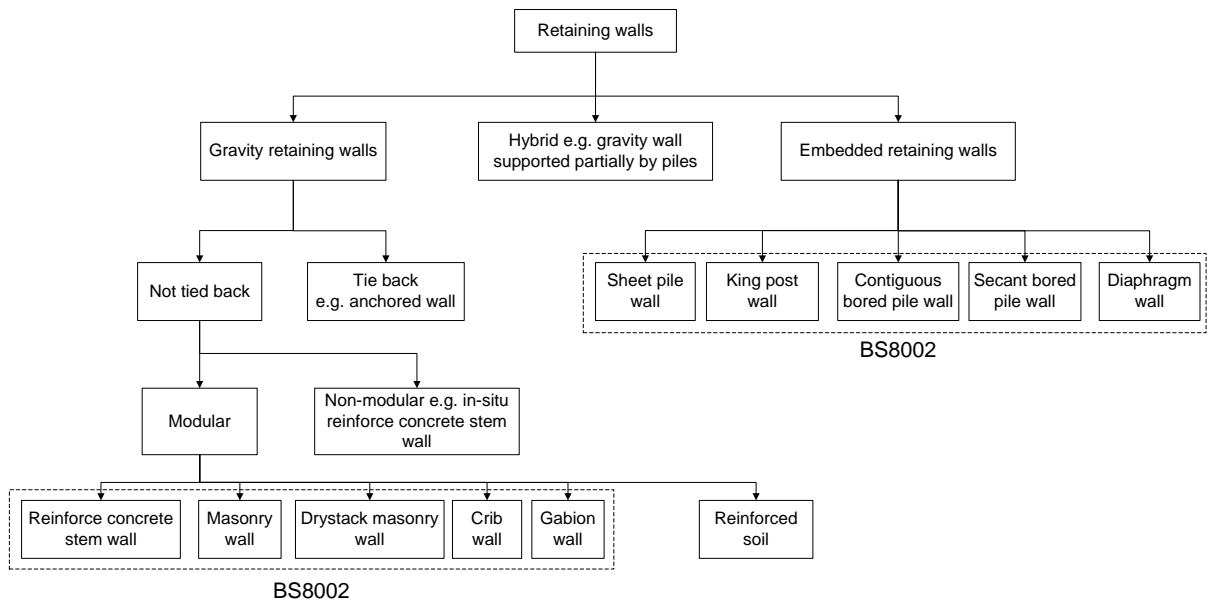 Retaining walls
Gravity retaining walls
Hybrid e.g. gravity wall
supported partially by piles
Embedded retaining walls
Not tied back
Tie back
e.g. anchored wall
Sheet pile
wall
King post
wall
Contiguous
bored pile wall
Secant bored
pile wall
Diaphragm
wall
BS8002
Modular
Non-modular e.g. in-situ
reinforce concrete stem
wall
Reinforce concrete
stem wall
Masonry
wall
Drystack masonry
wall
Crib
wall
Gabion
wall
Reinforced
soil
BS8002